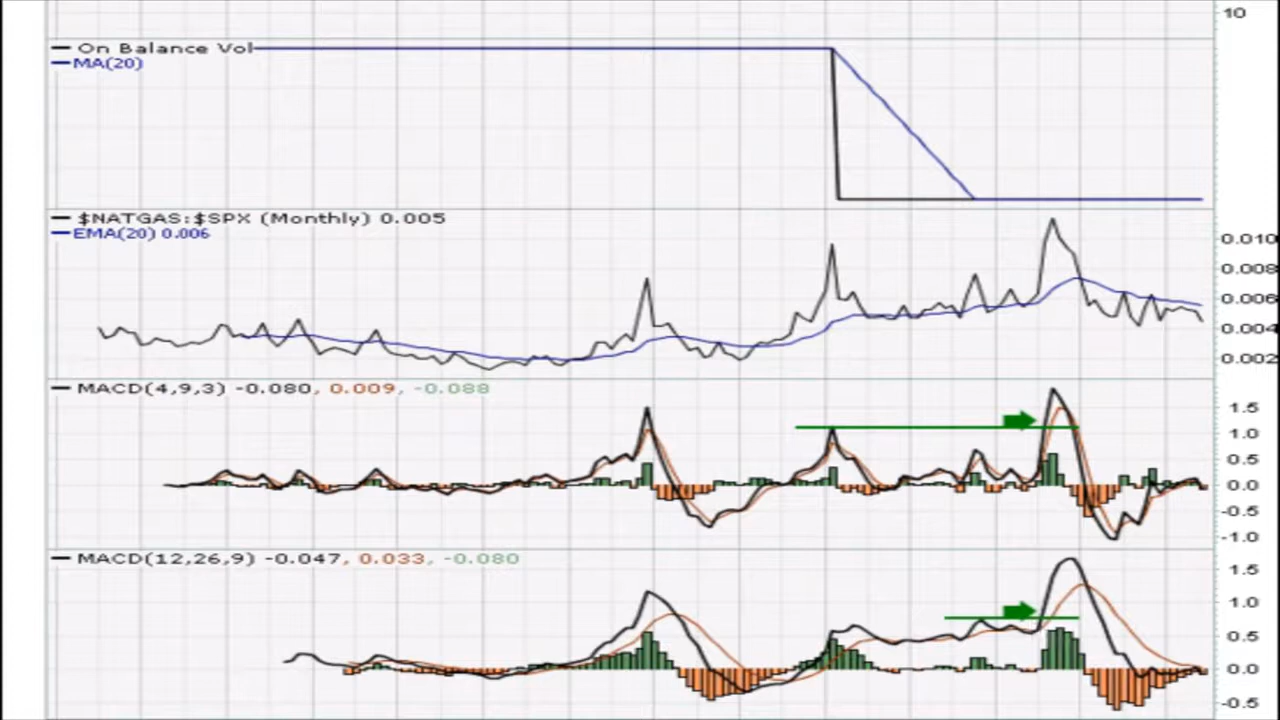 10
On Balance Vol
MA(20)
$NATGAS:$SPX (Monthly) 0.005
EMA(20) 0.006
0.010
0.008
0.006
0.004
0.002
MACD(4,9,3) -0.080, 0.009, -0.088
1.5
1.0
0.5
0.0
-0.5
-1.0
MACD(12,26,9) -0.047, 0.033, -0.080
1.5
1.0
0.5
0.0
-0.5